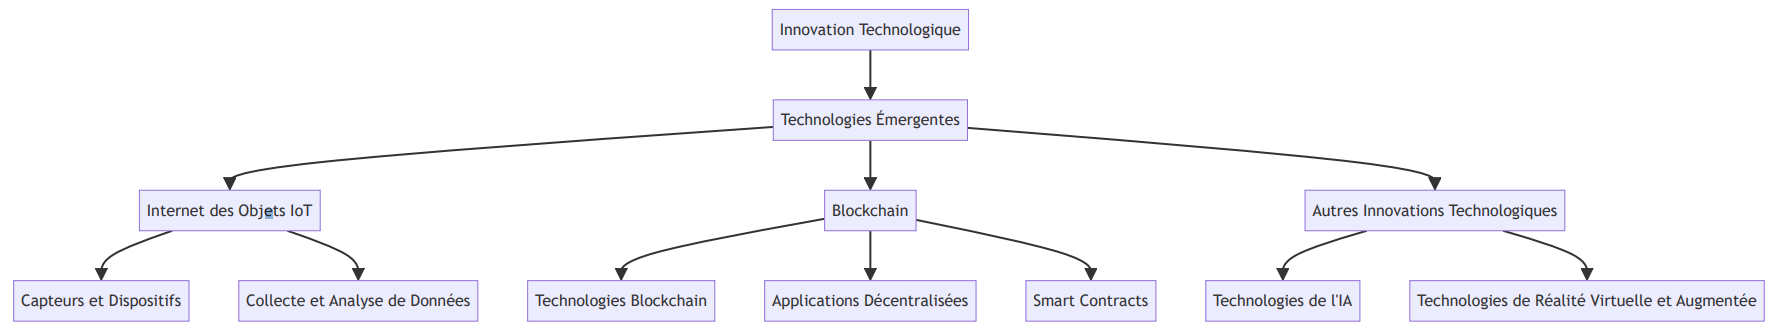 Innovation Technologique
Technologies Émergentes
Internet des Objets IoT
Blockchain
Autres Innovations Technologiques
Capteurs et Dispositifs
Collecte et Analyse de Données
Technologies Blockchain
Applications Décentralisées
Smart Contracts
Technologies de l'IA
Technologies de Réalité Virtuelle et Augmentée